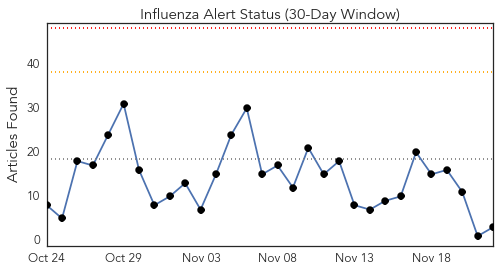 Influenza Alert Status (30-Day Window)
Articles Found
40
30
20
10
0
Oct 24 Oct 29 Nov 03 Nov 08 Nov 13 Nov 18